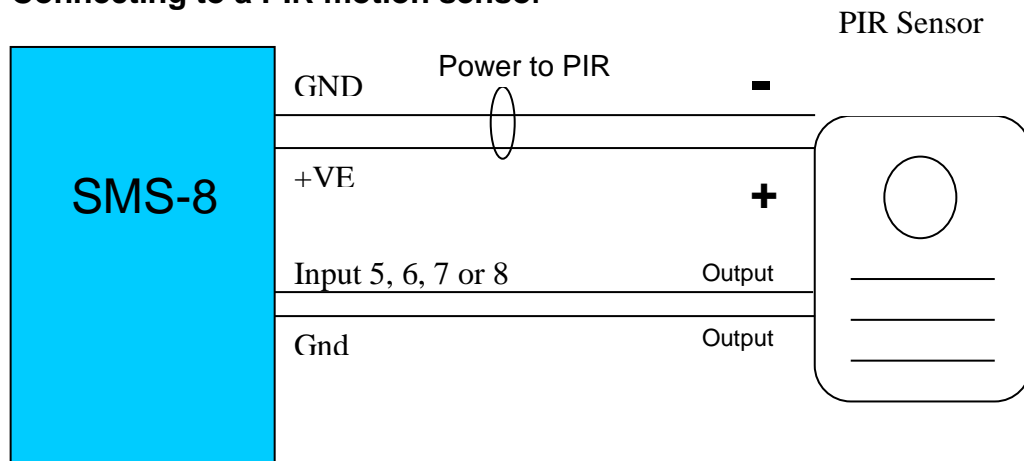 Connecting to a PIR motion sensor
PIR Sensor
Power to PIR
GND
-
+VE
+
SMS-8
Input 5, 6, 7 or 8
Output
Gnd
Output